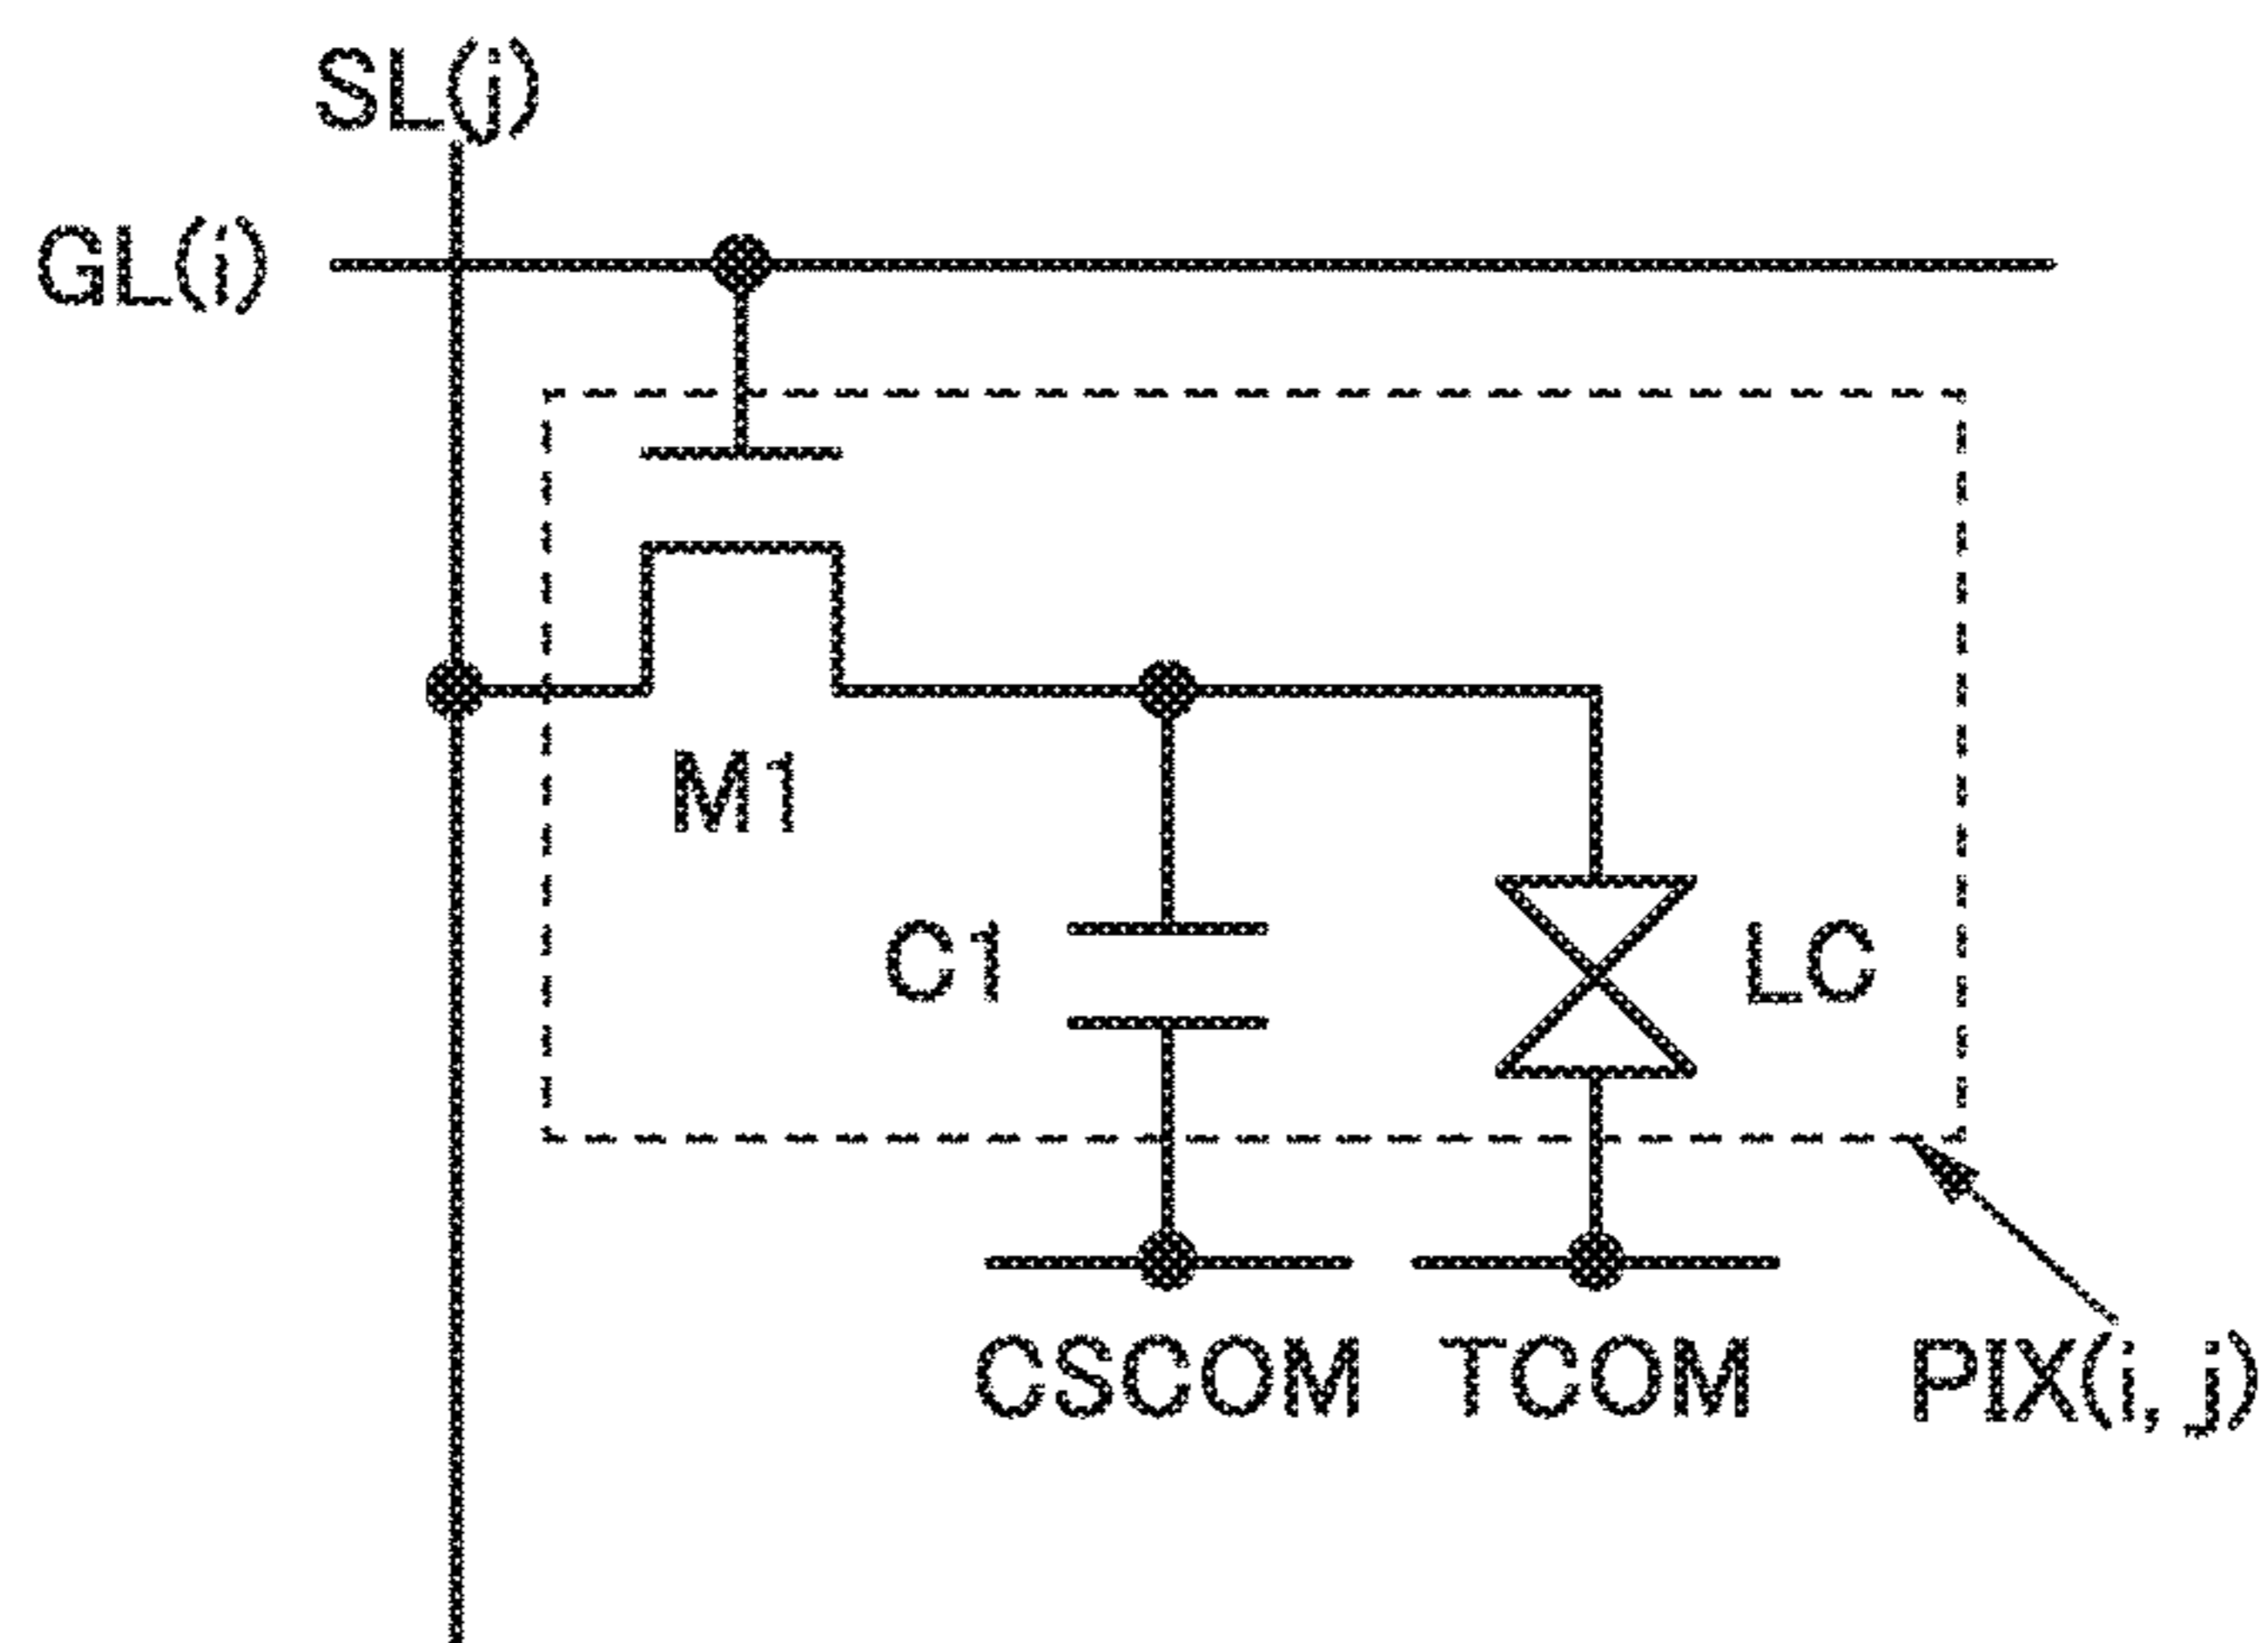 SL(j)
GL(i)
M1
C1
LC
CSCOM
TCOM
PIX(i, j)